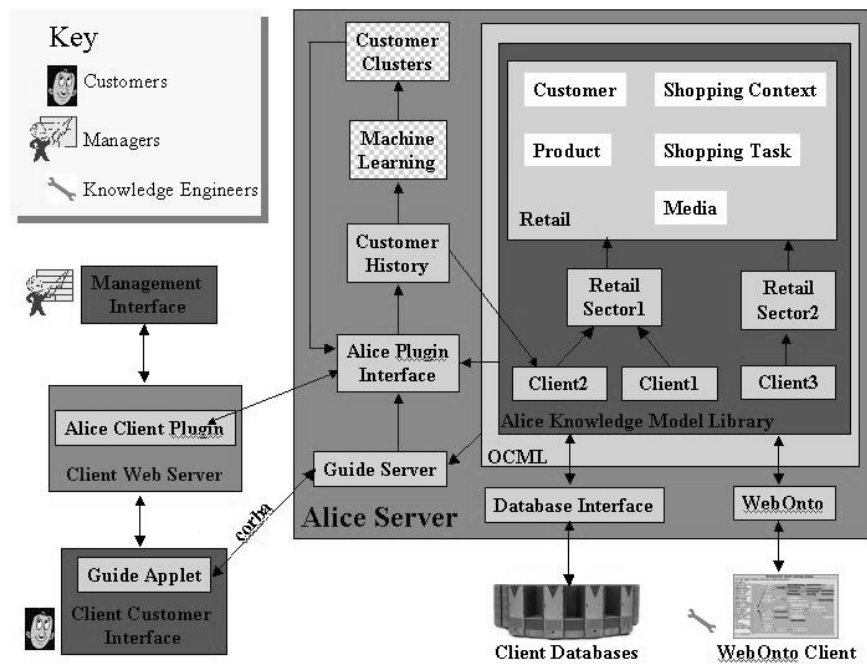 Key
Customers
Managers
Knowledge Engineers
Management
Interface
Alice Client Plugin
Client Web Server
Guide Applet
Client Customer
Interface
corba
Customer
Clusters
Machine
Learning
Customer
History
Alice Plugin
Interface
Guide Server
Alice Server
Customer
Shopping Context
Product
Shopping Task
Media
Retail
Retail
Sector1
Retail
Sector2
Client2
Client1
Client3
Alice Knowledge Model Library
OCML
Database Interface
WebOnto
Client Databases
WebOnto Client